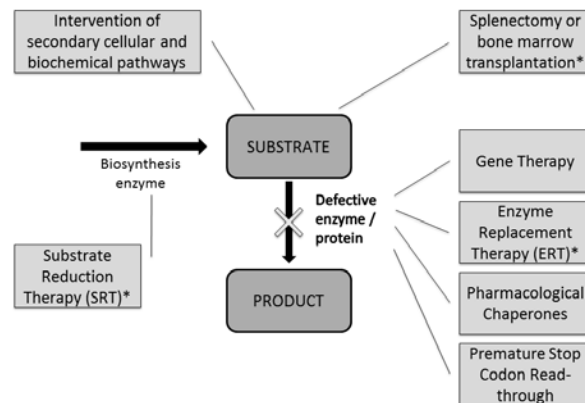 Intervention of
secondary cellular and
biochemical pathways
Splenectomy or
bone marrow
transplantation*
SUBSTRATE
Biosynthesis
enzyme
Gene Therapy
Defective
enzyme /
protein
Enzyme
Replacement
Therapy (ERT)*
Substrate
Reduction
Therapy (SRT)*
PRODUCT
Pharmacological
Chaperones
Premature Stop
Codon Read-
through